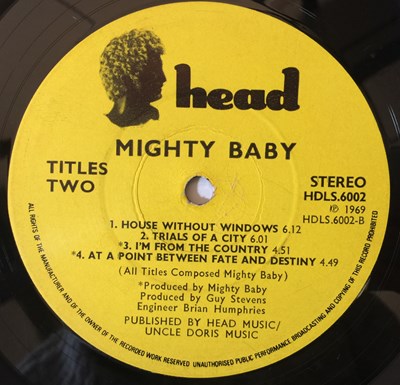 head
MIGHTY BABY
TITLES
TWO
STEREO
HDLS.6002
℗ 1969
HDLS.6002-B
1. HOUSE WITHOUT WINDOWS 6,12
2. TRIALS OF A CITY 6.01
*3. I'M FROM THE COUNTRY 4.51
*4. AT A POINT BETWEEN FATE AND DESTINY 4.49
(All Titles Composed Mighty Baby)
*Produced by Mighty Baby
Produced by Guy Stevens
Engineer Brian Humphries
PUBLISHED BY HEAD MUSIC/
UNCLE DORIS MUSIC
ALL RIGHTS OF THE MANUFACTURER AND OF THE OWNER OF THE RECORDED WORK RESERVED UNAUTHORISED PUBLIC PERFORMANCE BROADCASTING AND COPYING OF THIS RECORD PROHIBITED